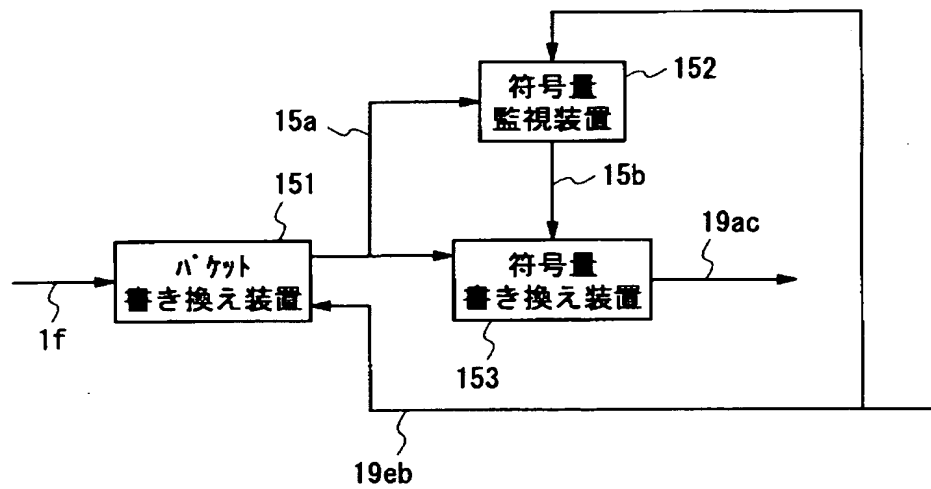 152
符号量
監視装置
15a
15b
151
19ac
パケット
書き換え装置
符号量
書き換え装置
1f
153
19eb